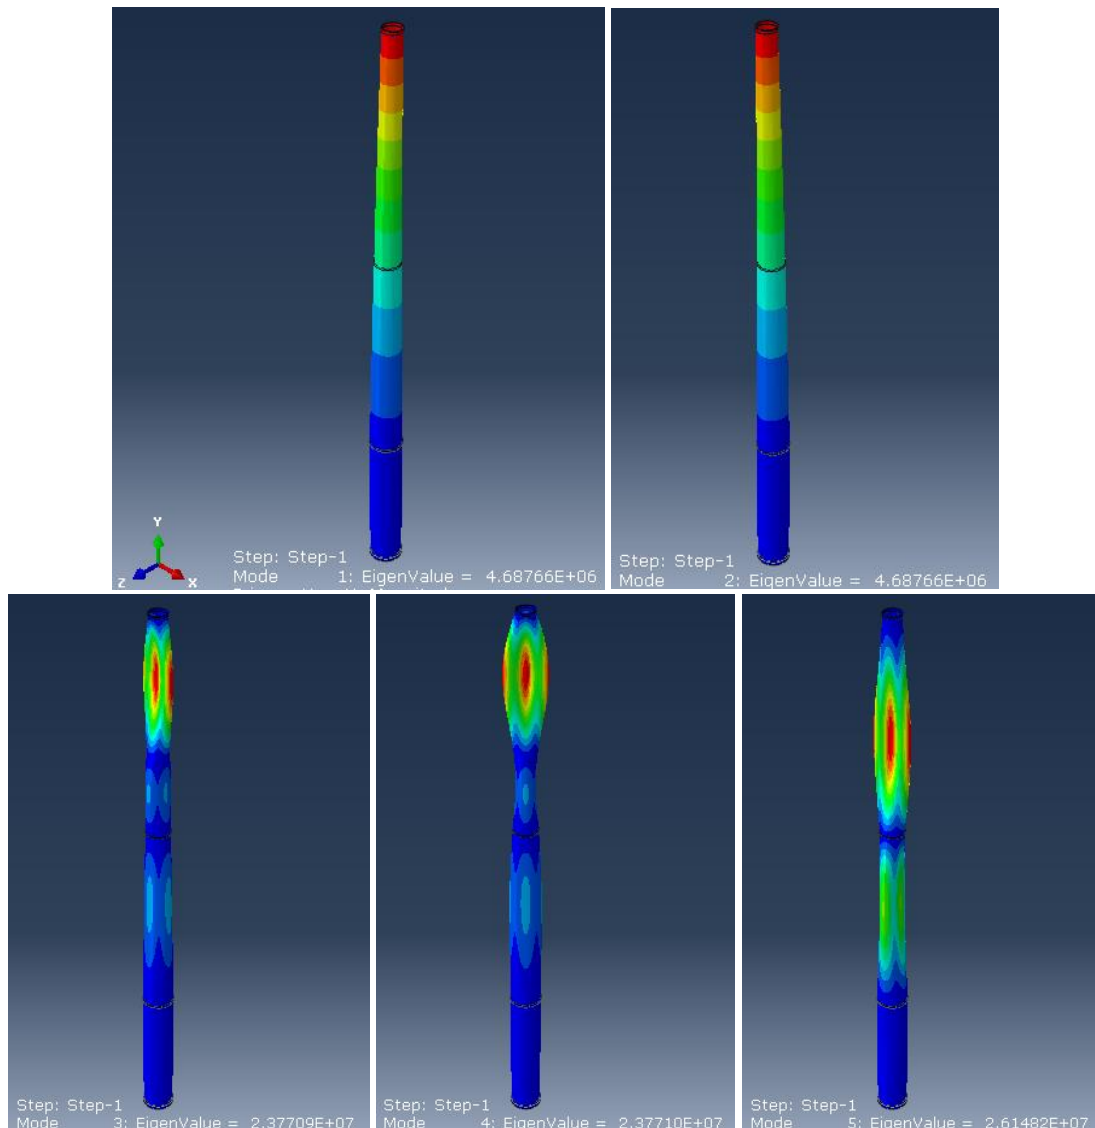 Y
Z
X
Step: Step-1
Mode 1: EigenValue = 4.68766E+06
Step: Step-1
Mode 2: EigenValue = 4.68766E+06
Step: Step-1
Mode 3: EigenValue = 2.37709E+07
Step: Step-1
Mode 4: EigenValue = 2.37710E+07
Step: Step-1
Mode 5: EigenValue = 2.61482E+07